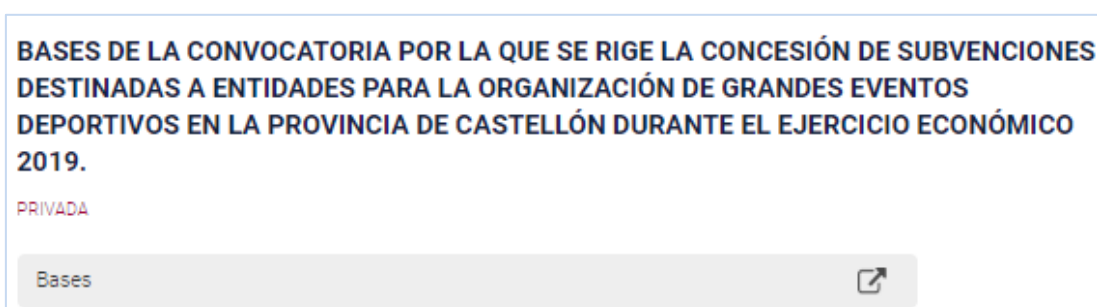 BASES DE LA CONVOCATORIA POR LA QUE SE RIGE LA CONCESIÓN DE SUBVENCIONES
DESTINADAS A ENTIDADES PARA LA ORGANIZACIÓN DE GRANDES EVENTOS
DEPORTIVOS EN LA PROVINCIA DE CASTELLÓN DURANTE EL EJERCICIO ECONÓMICO
2019.
PRIVADA
Bases